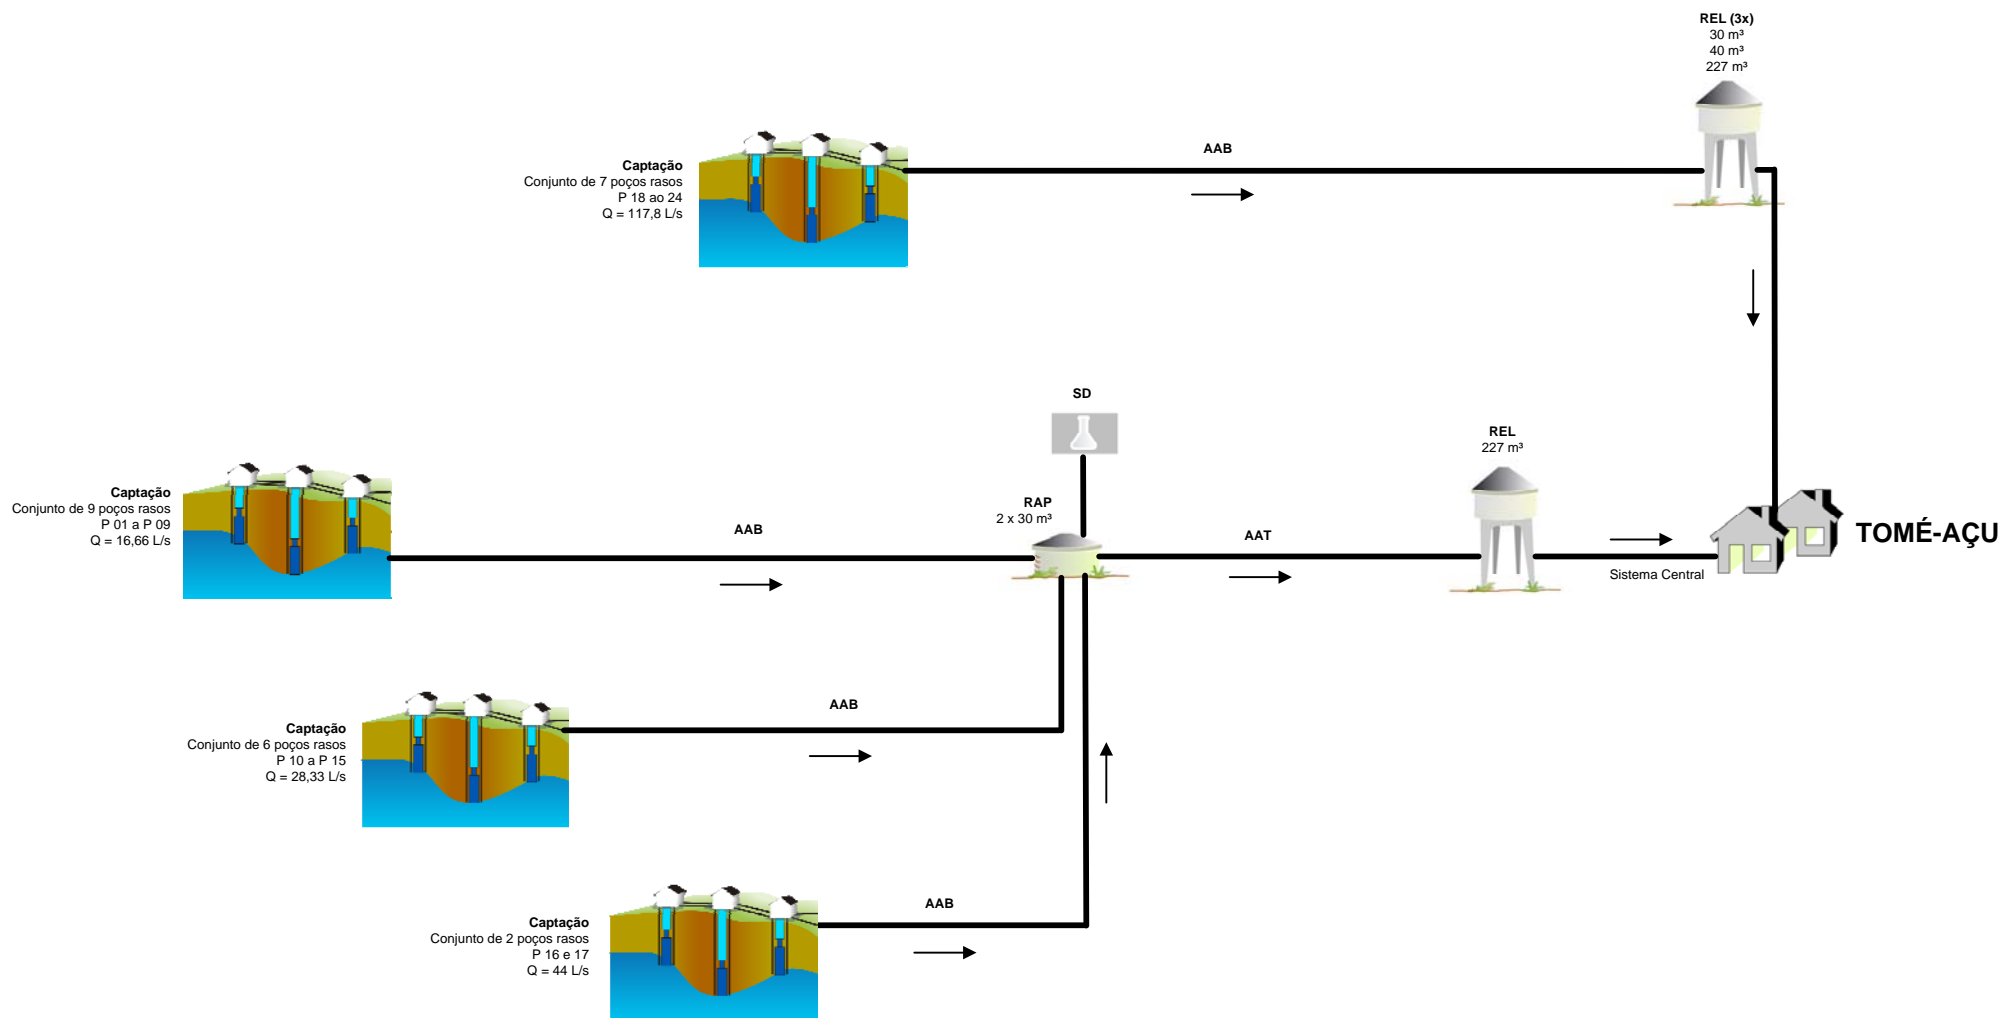 REL (3x)
30 m³
40 m³
227 m³
AAB
Captação
Conjunto de 7 poços rasos
P 18 ao 24
Q = 117,8 L/s
SD
REL
227 m³
Captação
Conjunto de 9 poços rasos
P 01 a P 09
Q = 16,66 L/s
AAB
RAP
2 x 30 m³
AAT
Sistema Central
TOMÉ-AÇU
Captação
Conjunto de 6 poços rasos
P 10 a P 15
Q = 28,33 L/s
AAB
Captação
Conjunto de 2 poços rasos
P 16 e 17
Q = 44 L/s
AAB